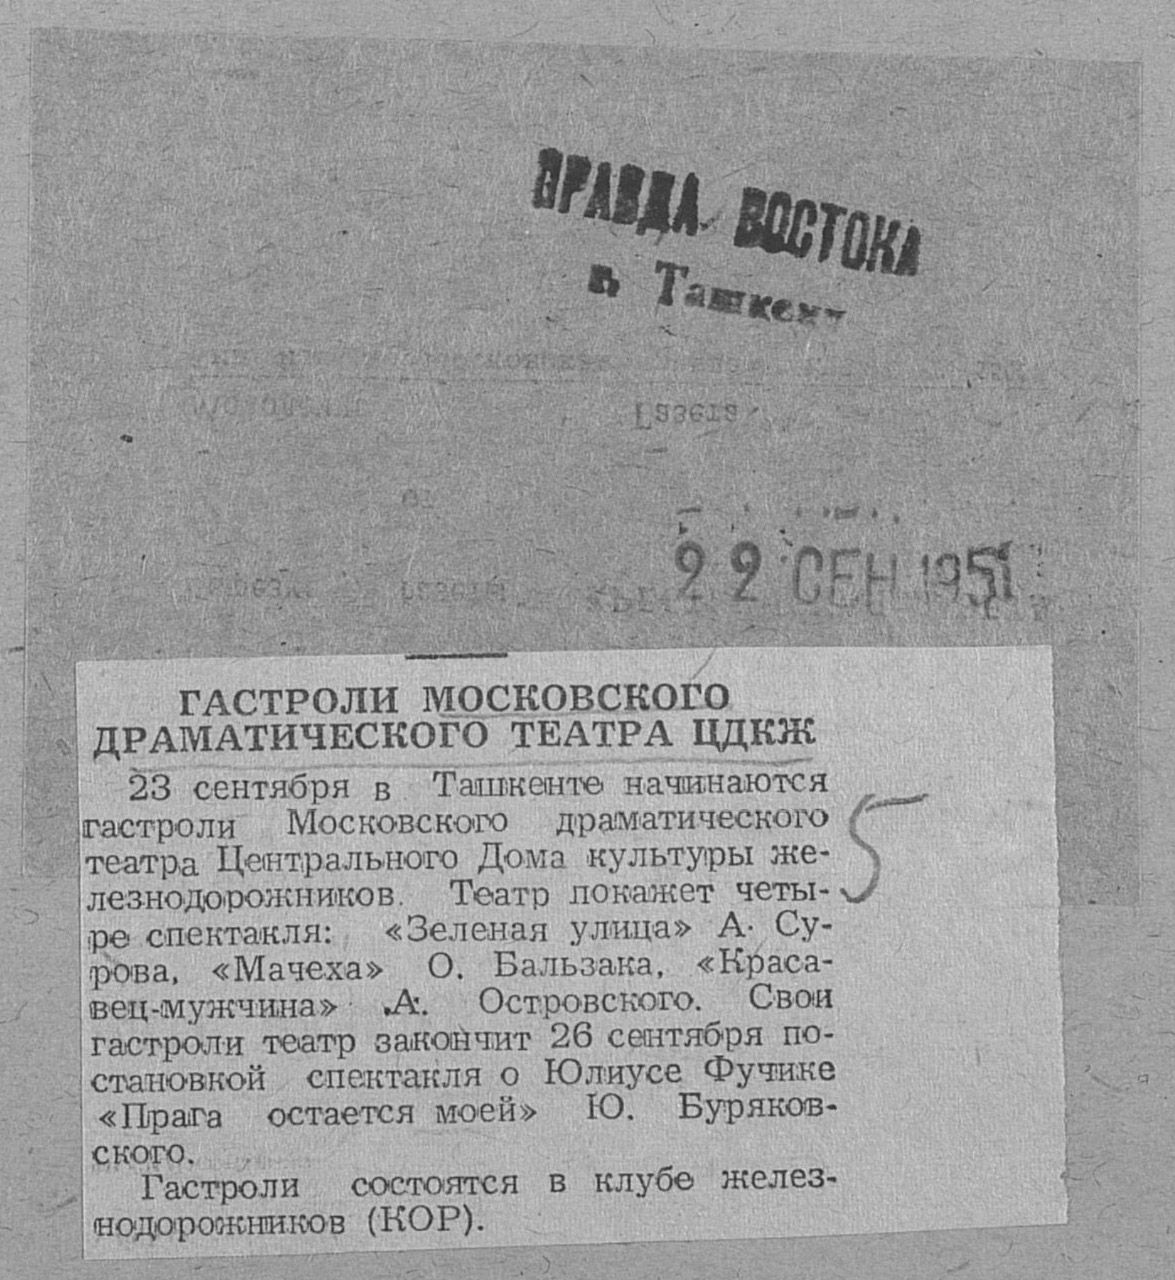 ПРАВДА ВОСТОКА
Газета
22 СЕН 1951
ГАСТРОЛИ МОСКОВСКОГО
ДРАМАТИЧЕСКОГО ТЕАТРА ЦДКЖ
23 сентября в Ташкенте начинаются
гастроли Московского драматического
театра Центрального Дома культуры же-
лезнодорожников. Театр покажет четы-
ре спектакля: «Зеленая улица» А. Су-
рова, «Мачеха» О. Бальзака, «Краса-
вец-мужчина» А. Островского. Свои
гастроли театр закончит 26 сентября по-
становкой спектакля о Юлиусе Фучике
«Прага остается моей» Ю. Буряков-
ского.
Гастроли состоятся в клубе желез-
нодорожников (КОР).
5